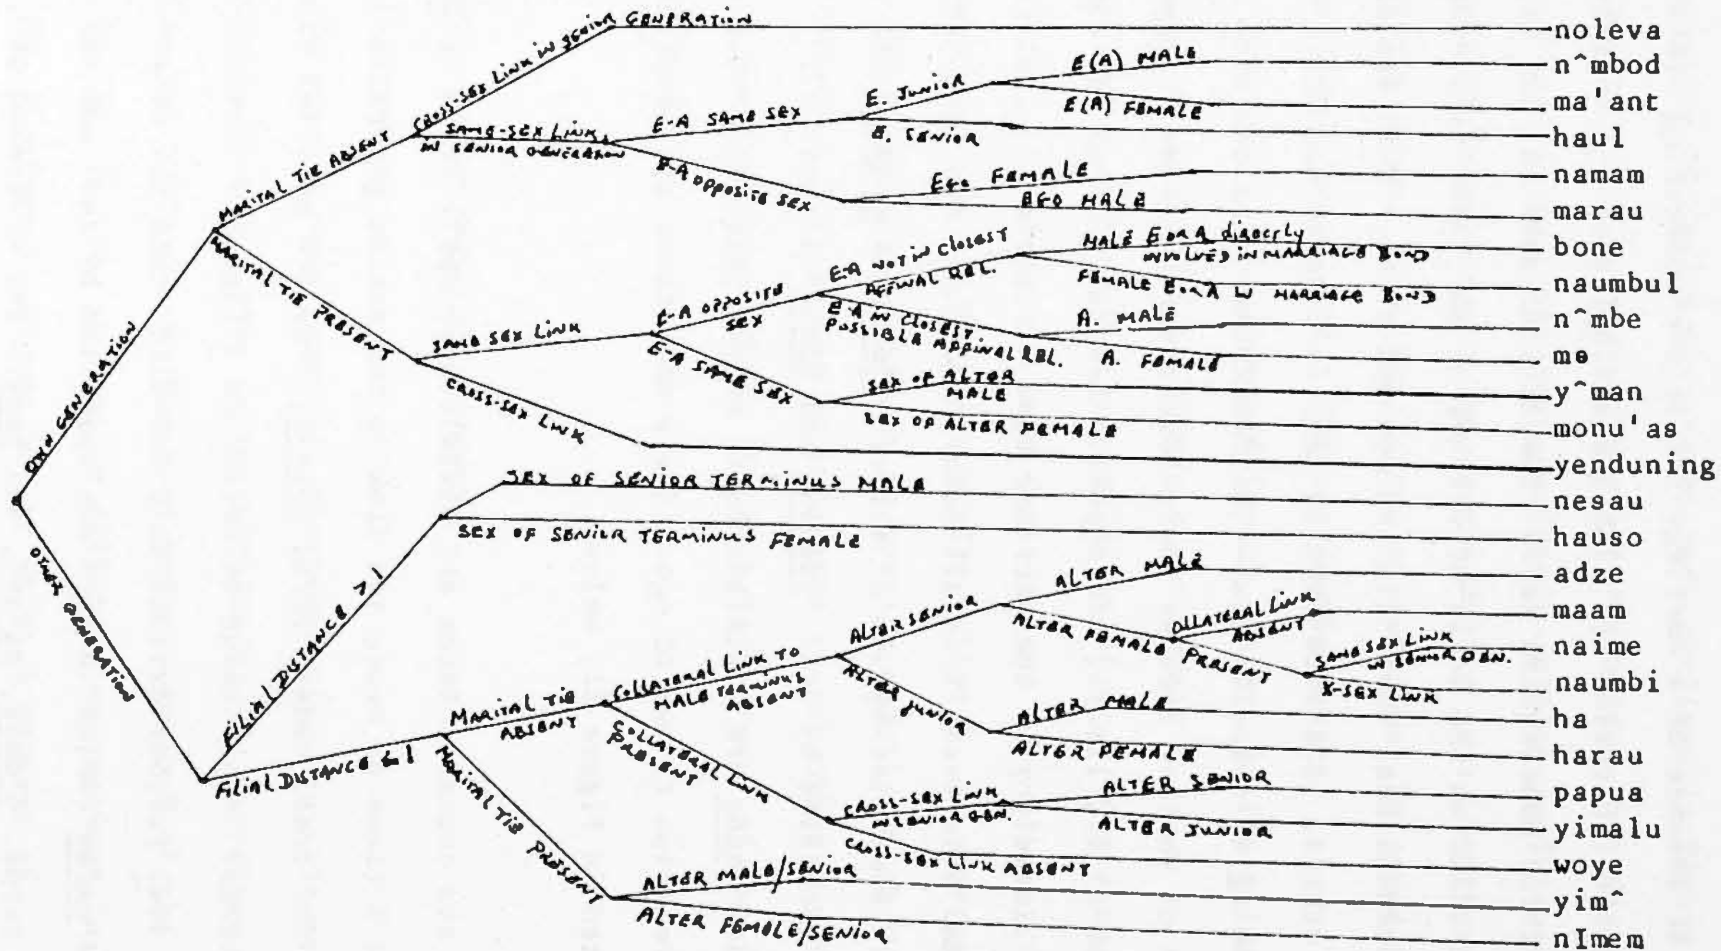 CROSS-SEX LINK IN SENIOR GENERATION
noleva
E(A) MALE
n^mbod
E. JUNIOR
E(A) FEMALE
ma'ant
MARITAL TIE ABSENT
SAME-SEX LINK
IN SENIOR GENERATION
E-A SAME SEX
E. SENIOR
haul
E-A OPPOSITE SEX
EGO FEMALE
namam
EGO MALE
marau
OWN GENERATION
MARITAL TIE PRESENT
E-A NOT IN CLOSEST
AFFINAL REL.
MALE E OR A directly
INVOLVED IN MARRIAGE BOND
bone
FEMALE E OR A IN MARRIAGE BOND
naumbul
SAME SEX LINK
E-A OPPOSITE
SEX
E-A IN CLOSEST
POSSIBLE AFFINAL REL.
A. MALE
n^mbe
A. FEMALE
me
E-A SAME SEX
SEX OF ALTER
MALE
y^man
SEX OF ALTER FEMALE
monu'as
CROSS-SEX LINK
yenduning
OTHER GENERATION
FILIAL DISTANCE > 1
SEX OF SENIOR TERMINUS MALE
nesau
SEX OF SENIOR TERMINUS FEMALE
hauso
FILIAL DISTANCE & 1
MARITAL TIE
ABSENT
COLLATERAL LINK TO
MALE TERMINUS
ABSENT
ALTER SENIOR
ALTER MALE
adze
ALTER FEMALE
COLLATERAL LINK
ABSENT
maam
PRESENT
SAME SEX LINK
IN SENIOR GEN.
naime
X-SEX LINK
naumbi
ALTER JUNIOR
ALTER MALE
ha
ALTER FEMALE
harau
COLLATERAL LINK
PRESENT
CROSS-SEX LINK
IN SENIOR GEN.
ALTER SENIOR
papua
ALTER JUNIOR
yimalu
CROSS-SEX LINK ABSENT
woye
MARITAL TIE
PRESENT
ALTER MALE/SENIOR
yim^
ALTER FEMALE/SENIOR
nImem